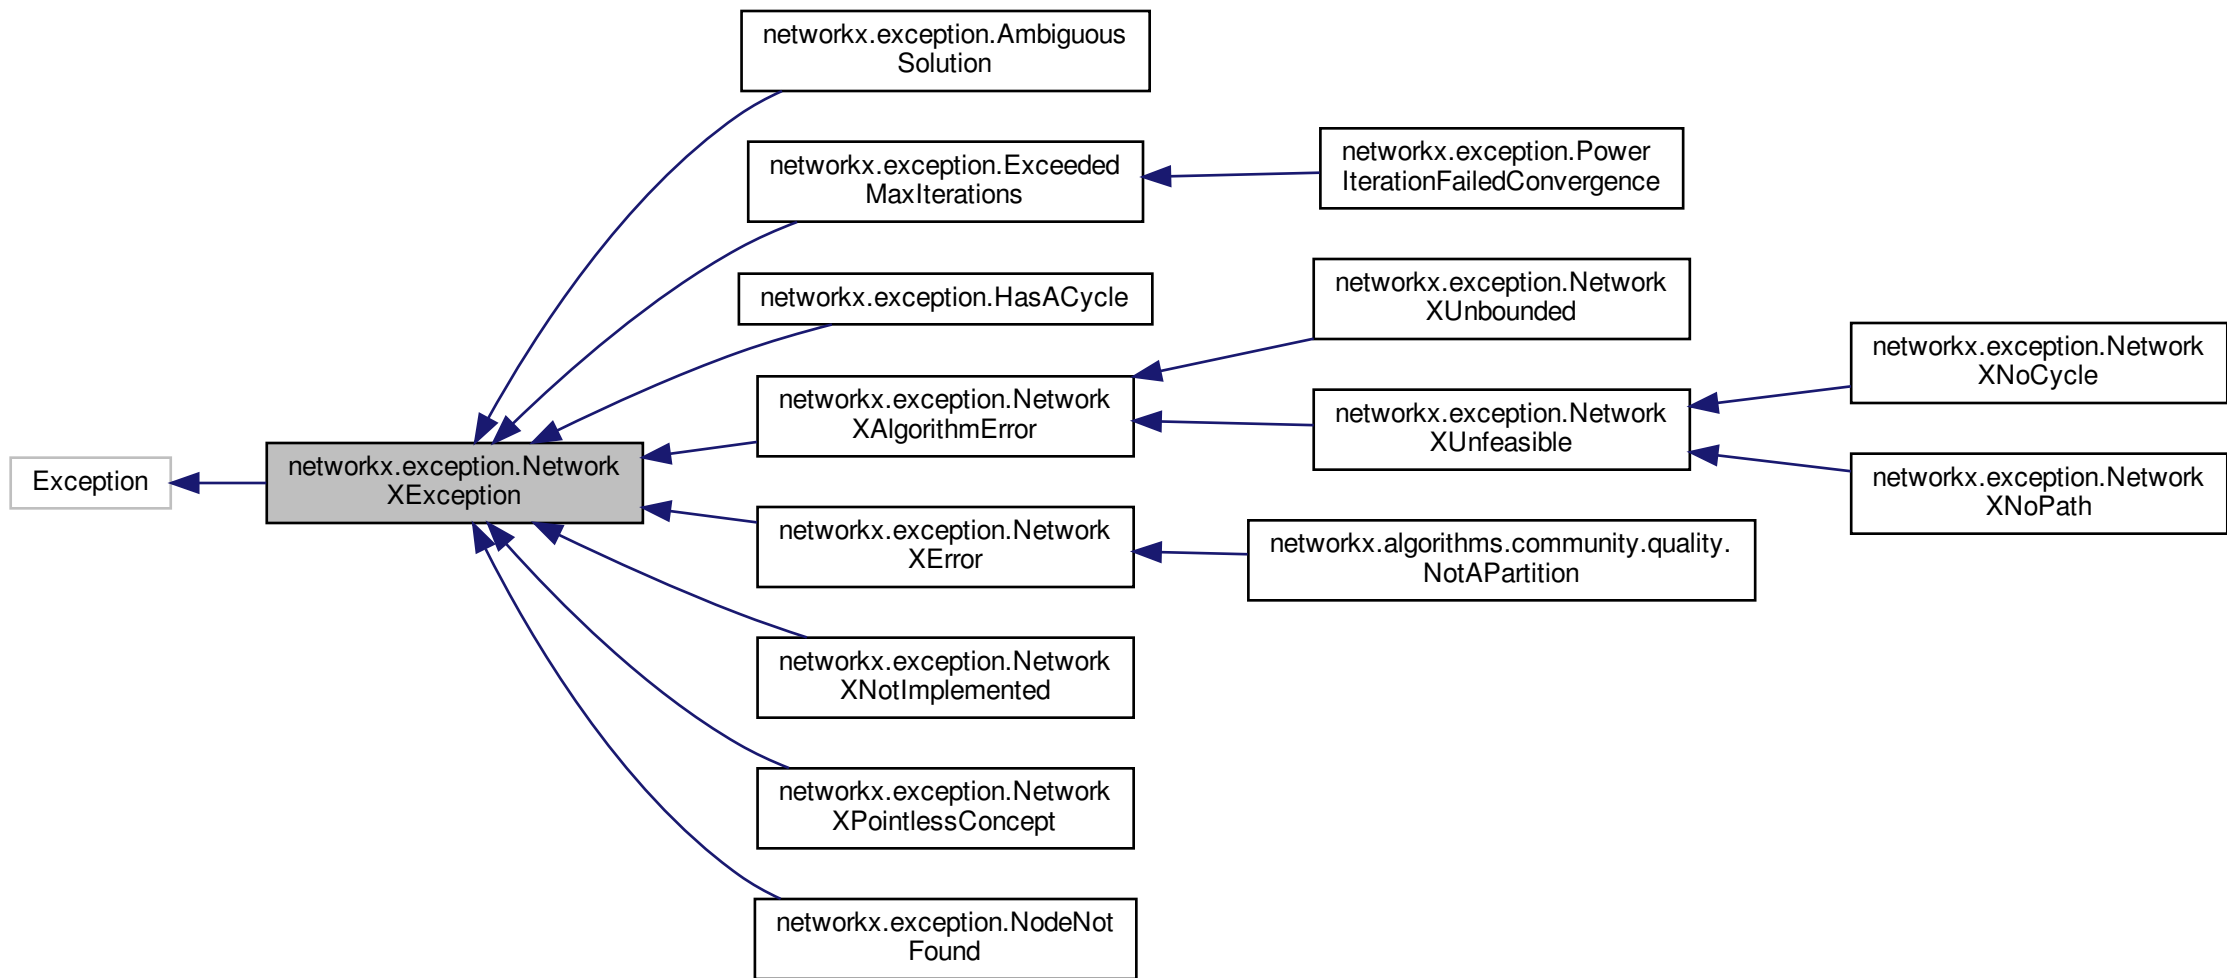 Exception
networkx.exception.Network
XException
networkx.exception.Ambiguous
Solution
networkx.exception.Exceeded
MaxIterations
networkx.exception.HasACycle
networkx.exception.Network
XAlgorithmError
networkx.exception.Network
XError
networkx.exception.Network
XNotImplemented
networkx.exception.Network
XPointlessConcept
networkx.exception.NodeNot
Found
networkx.exception.Power
IterationFailedConvergence
networkx.exception.Network
XUnbounded
networkx.exception.Network
XUnfeasible
networkx.algorithms.community.quality.
NotAPartition
networkx.exception.Network
XNoCycle
networkx.exception.Network
XNoPath